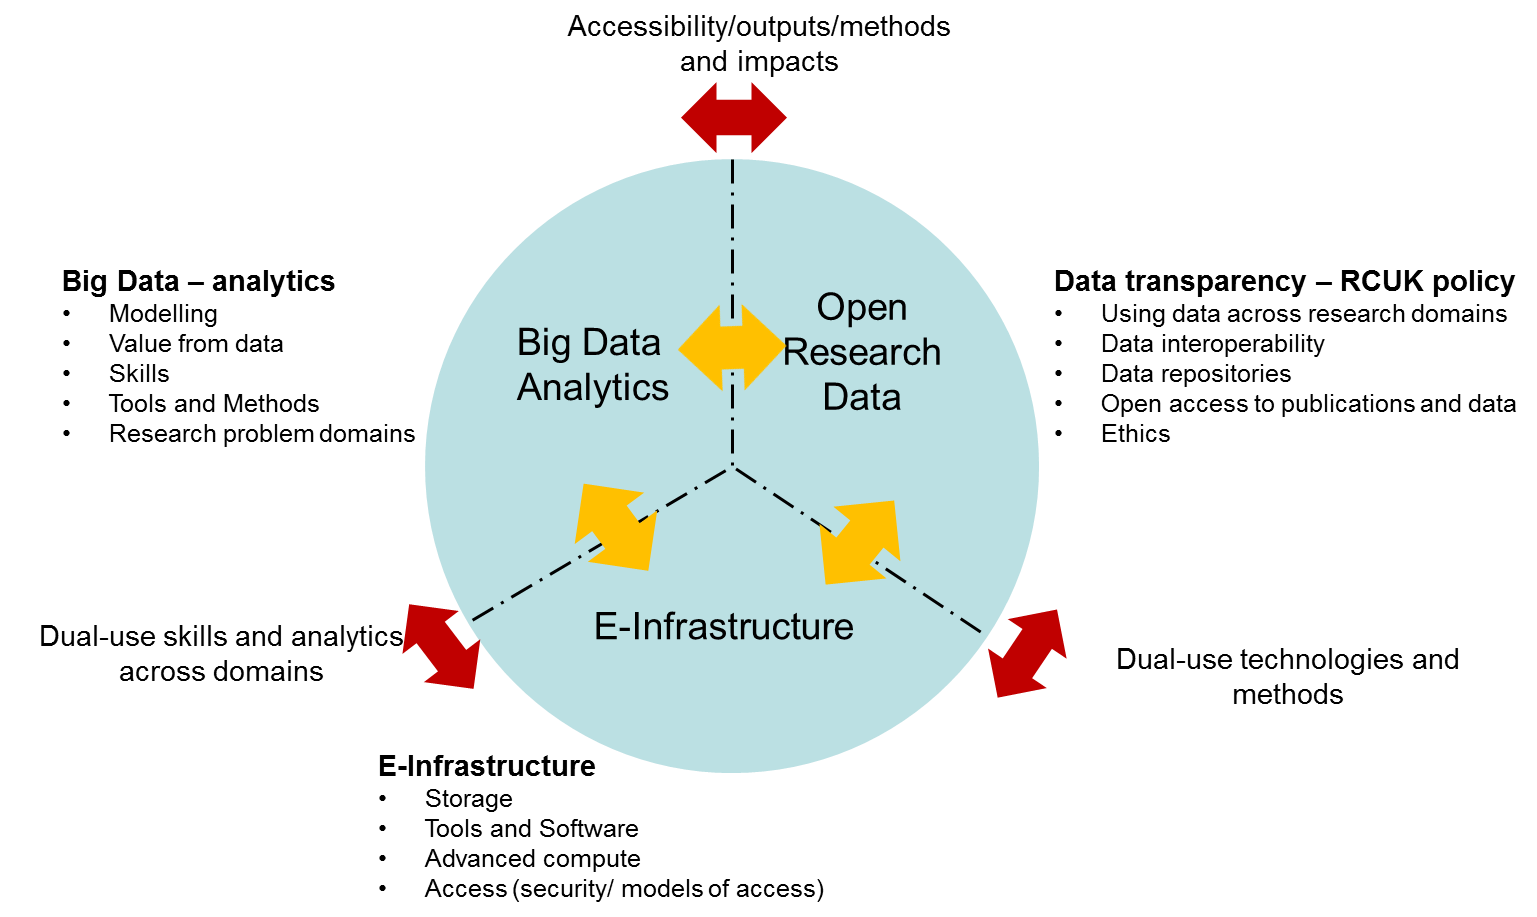 Accessibility/outputs/methods
and impacts
Big Data – analytics
• Modelling
• Value from data
• Skills
• Tools and Methods
• Research problem domains
Big Data
Analytics
Open
Research
Data
Data transparency – RCUK policy
• Using data across research domains
• Data interoperability
• Data repositories
• Open access to publications and data
• Ethics
E-Infrastructure
Dual-use skills and analytics
across domains
Dual-use technologies and
methods
E-Infrastructure
• Storage
• Tools and Software
• Advanced compute
• Access (security/ models of access)